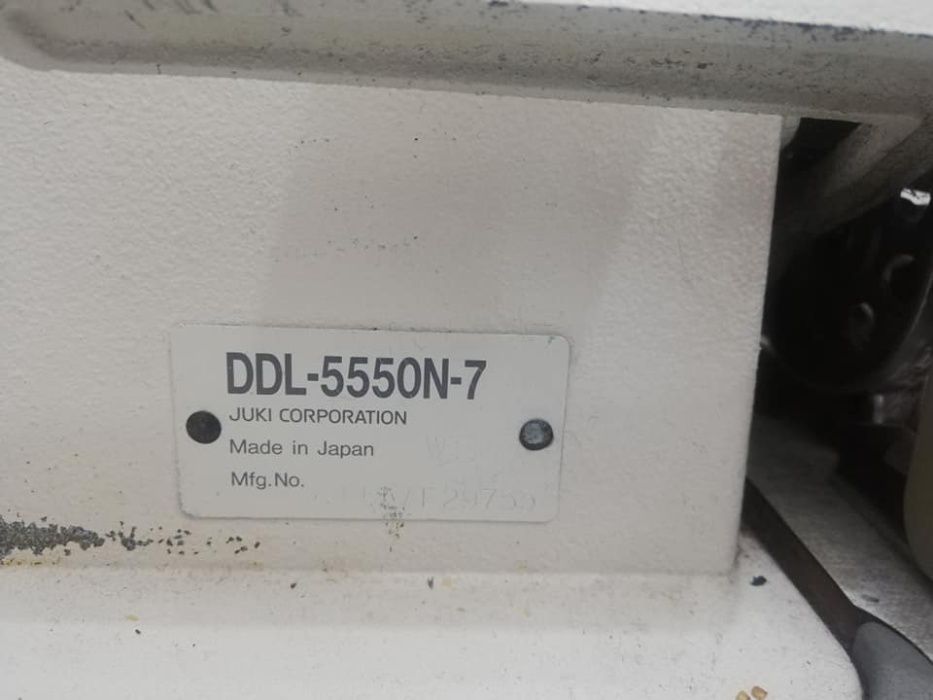 DDL-5550N-7
JUKI CORPORATION
Made in Japan
Mfg.No.